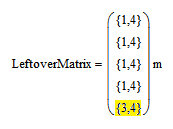 {1,4}
{1,4}
LeftoverMatrix = {1,4} m
{1,4}
{3,4}